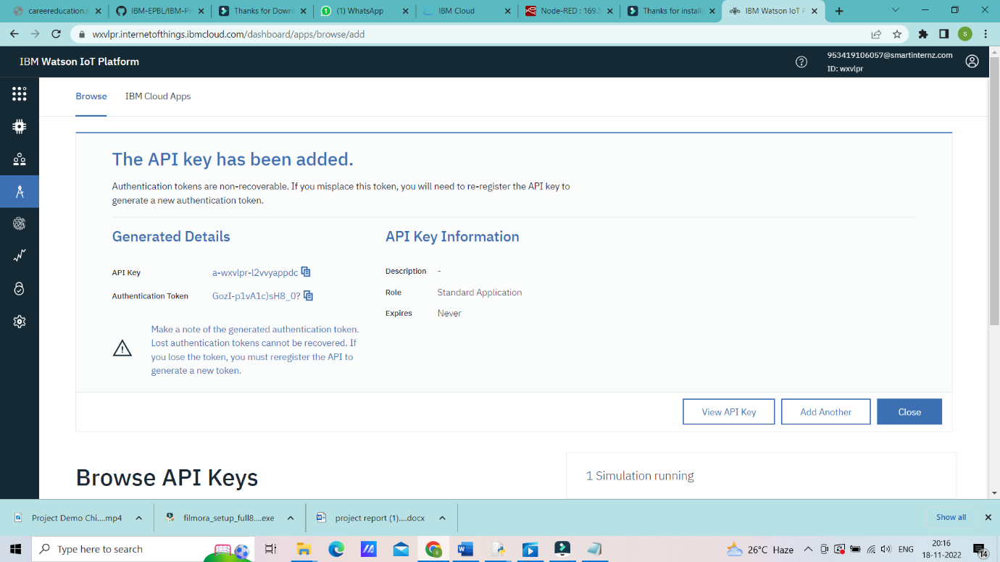 careereducation.s
IBM-EPBL/IBM-Pr
Thanks for Down
(1) WhatsApp
IBM Cloud
Node-RED : 169.5
Thanks for install
IBM Watson IoT P
wxvlpr.internetofthings.ibmcloud.com/dashboard/apps/browse/add
S
IBM Watson IoT Platform
953419106057@smartinternz.com
ID: wxvlpr
Browse
IBM Cloud Apps
The API key has been added.
Authentication tokens are non-recoverable. If you misplace this token, you will need to re-register the API key to
generate a new authentication token.
Generated Details
API Key
a-wxvlpr-l2vvyappdc
Authentication Token
GozI-p1vA1c)sH8_0?
Make a note of the generated authentication token.
Lost authentication tokens cannot be recovered. If
you lose the token, you must reregister the API to
generate a new token.
API Key Information
Description -
Role Standard Application
Expires Never
View API Key
Add Another
Close
Browse API Keys
1 Simulation running
Project Demo Chi....mp4
filmora_setup_full8....exe
project report (1)....docx
Show all
Type here to search
26°C Haze
ENG
20:16
18-11-2022
14